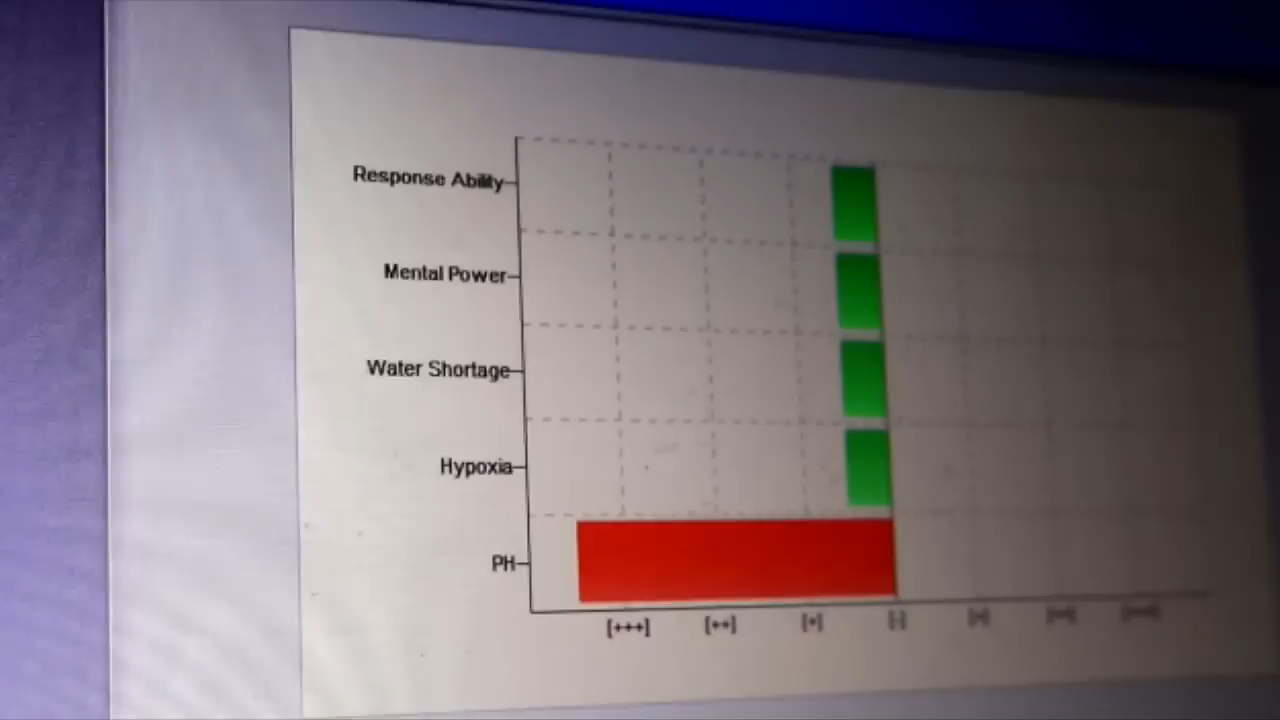 Response Ability
Mental Power
Water Shortage
Hypoxia
PH
[+++] [++] [+] [-]